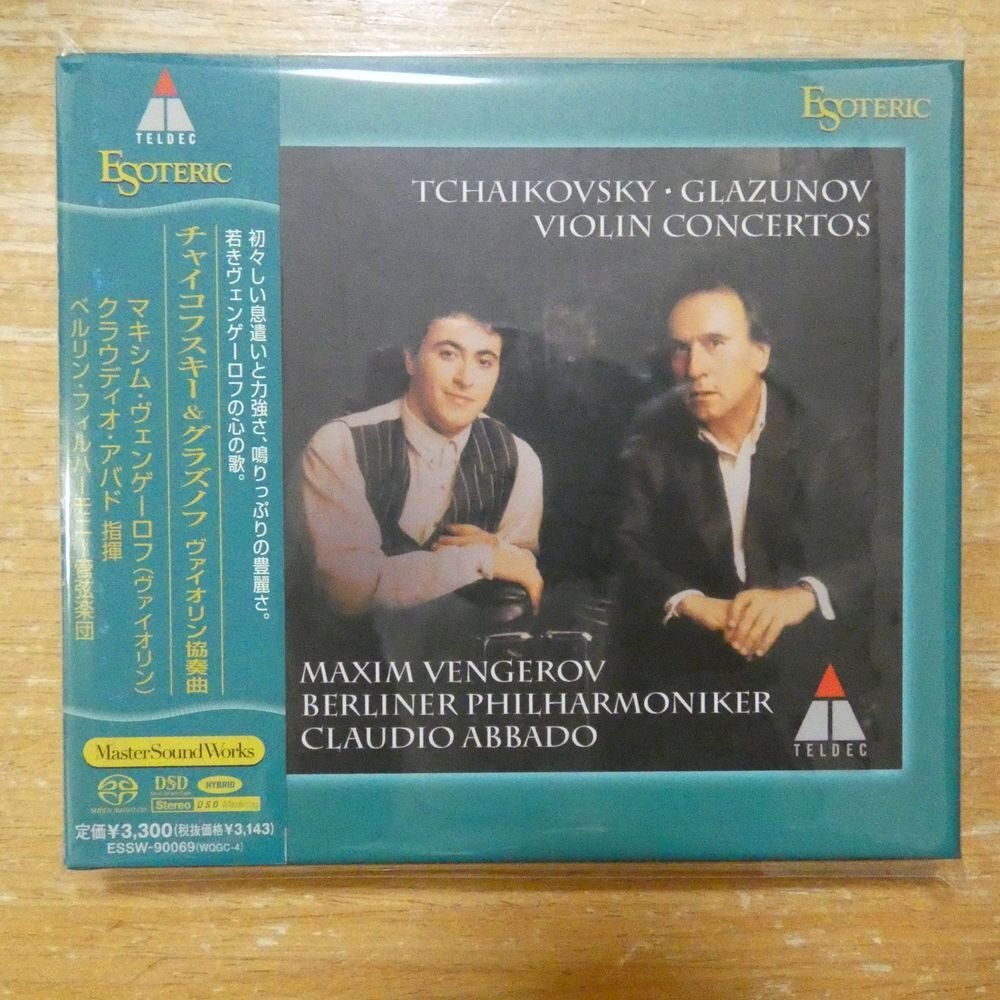 TELDEC
ESOTERIC
初々しい息遣いと力強さ、鳴りっぷりの豊麗さ。
若きヴェンゲーロフの心の歌。
チャイコフスキー&グラズノフ ヴァイオリン協奏曲
マキシム・ヴェンゲーロフ(ヴァイオリン)
クラウディオ・アバド 指揮
ベルリン・フィルハーモニー管弦楽団
MasterSoundWorks
SUPER AUDIO CD
DSD
HYBRID
Stereo
DSD Mastering
定価¥3,300(税抜価格¥3,143)
ESSW-90069(WQGC-4)
ESOTERIC
TCHAIKOVSKY · GLAZUNOV
VIOLIN CONCERTOS
MAXIM VENGEROV
BERLINER PHILHARMONIKER
CLAUDIO ABBADO
TELDEC